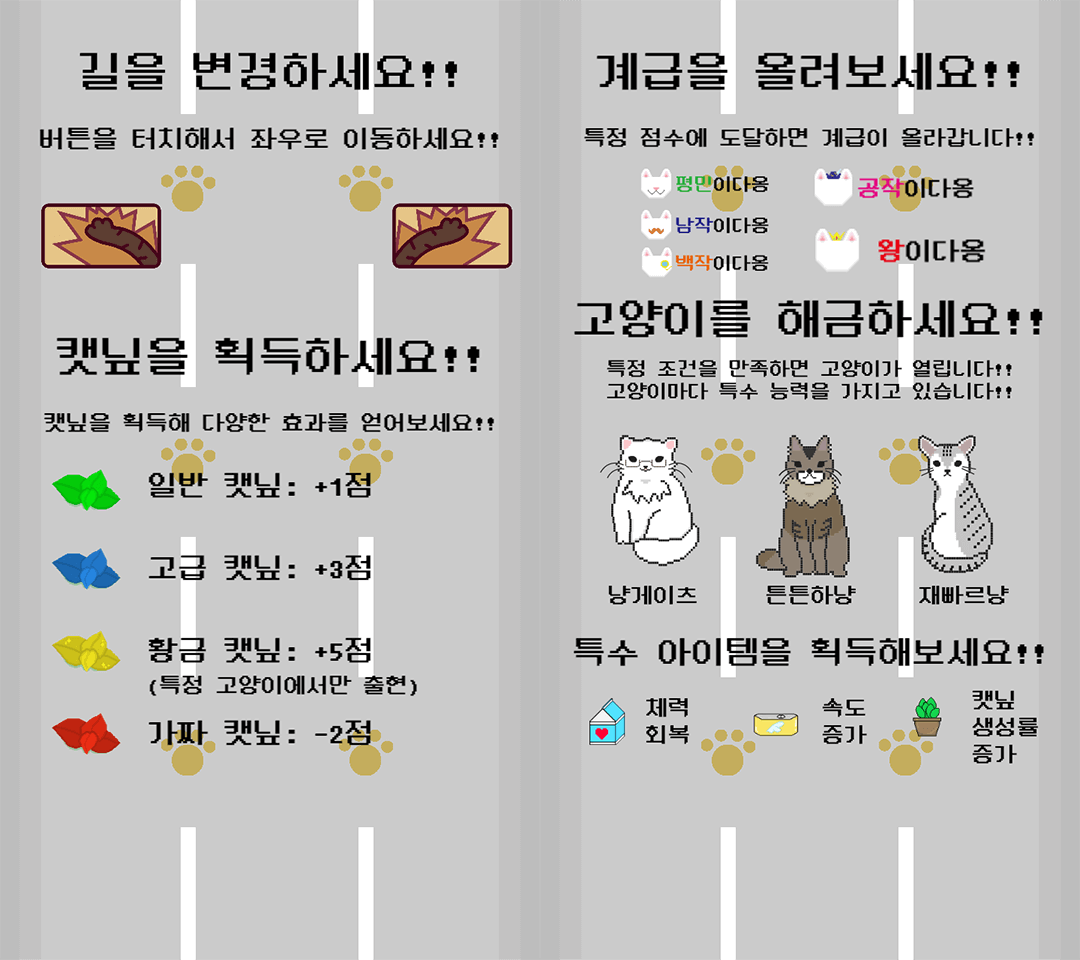 길을 변경하세요!!
버튼을 터치해서 좌우로 이동하세요!!
캣닢을 획득하세요!!
캣닢을 획득해 다양한 효과를 얻어보세요!!
일반 캣닢: +1점
고급 캣닢: +3점
황금 캣닢: +5점
(특정 고양이에서만 출현)
가짜 캣닢: -2점
계급을 올려보세요!!
특정 점수에 도달하면 계급이 올라갑니다!!
평민이다옹
남작이다옹
백작이다옹
공작이다옹
왕이다옹
고양이를 해금하세요!!
특정 조건을 만족하면 고양이가 열립니다!!
고양이마다 특수 능력을 가지고 있습니다!!
냥게이츠
튼튼하냥
재빠르냥
특수 아이템을 획득해보세요!!
체력
회복
속도
증가
캣닢
생성률
증가